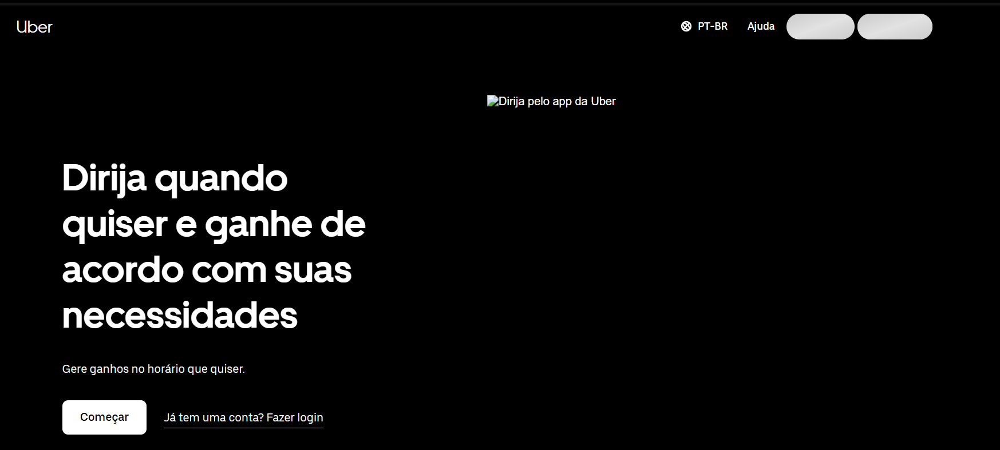 Uber
PT-BR
Ajuda
Dirija pelo app da Uber
Dirija quando
quiser e ganhe de
acordo com suas
necessidades
Gere ganhos no horário que quiser.
Começar
Já tem uma conta? Fazer login